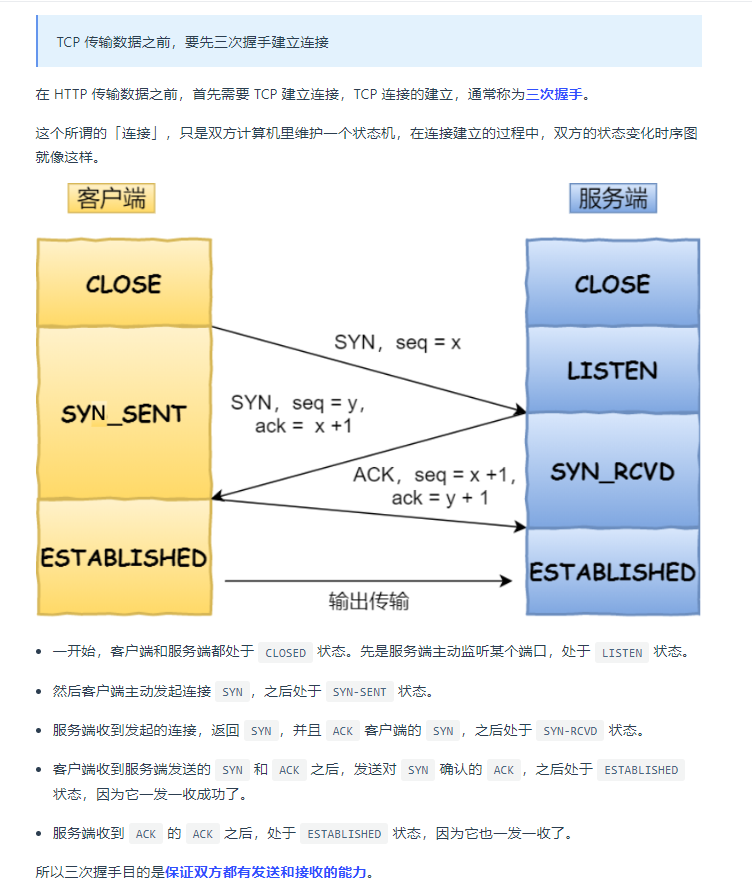 TCP 传输数据之前，要先三次握手建立连接
在 HTTP 传输数据之前，首先需要 TCP 建立连接，TCP 连接的建立，通常称为三次握手。
这个所谓的「连接」，只是双方计算机里维护一个状态机，在连接建立的过程中，双方的状态变化时序图
就像这样。
客户端
服务端
CLOSE
CLOSE
SYN，seq = x
LISTEN
SYN，seq = y,
ack = x +1
SYN_SENT
ACK，seq = x +1,
ack = y + 1
SYN_RCVD
ESTABLISHED
ESTABLISHED
输出传输
一开始，客户端和服务端都处于 CLOSED 状态。先是服务端主动监听某个端口，处于 LISTEN 状态。
然后客户端主动发起连接 SYN ，之后处于 SYN-SENT 状态。
服务端收到发起的连接，返回 SYN ，并且 ACK 客户端的 SYN ，之后处于 SYN-RCVD 状态。
客户端收到服务端发送的 SYN 和 ACK 之后，发送对 SYN 确认的 ACK ，之后处于 ESTABLISHED
状态，因为它一发一收成功了。
服务端收到 ACK 的 ACK 之后，处于 ESTABLISHED 状态，因为它也一发一收了。
所以三次握手目的是保证双方都有发送和接收的能力。